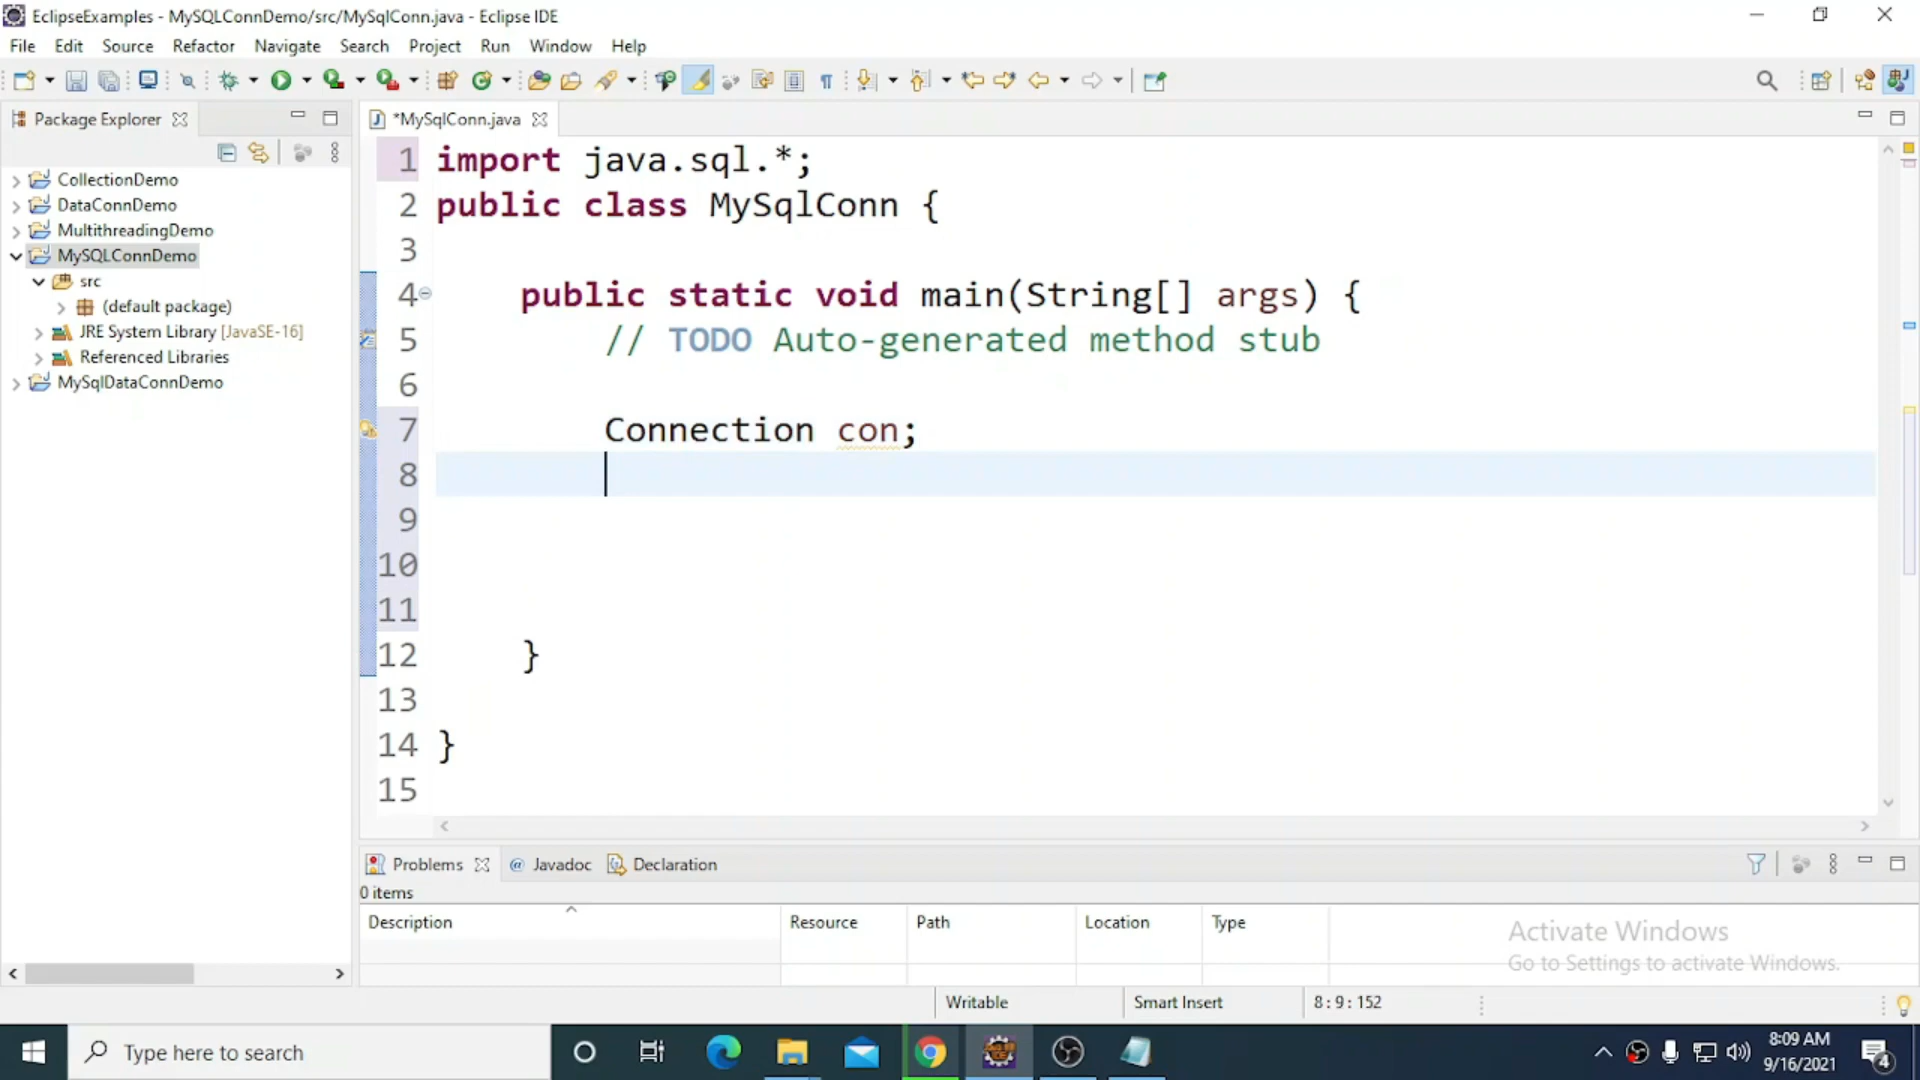 EclipseExamples - MySQLConnDemo/src/MySqlConn.java - Eclipse IDE
File Edit Source Refactor Navigate Search Project Run Window Help
Package Explorer
CollectionDemo
DataConnDemo
MultithreadingDemo
MySQLConnDemo
src
(default package)
JRE System Library [JavaSE-16]
Referenced Libraries
MySqlDataConnDemo
*MySqlConn.java
1 import java.sql.*;
2 public class MySqlConn {
3
4 public static void main(String[] args) {
5 // TODO Auto-generated method stub
6
7 Connection con;
8
9
10
11
12 }
13
14 }
15
Problems @ Javadoc Declaration
0 items
Description Resource Path Location Type
Activate Windows
Go to Settings to activate Windows.
Writable Smart Insert 8 : 9 : 152
Type here to search
8:09 AM
9/16/2021
4